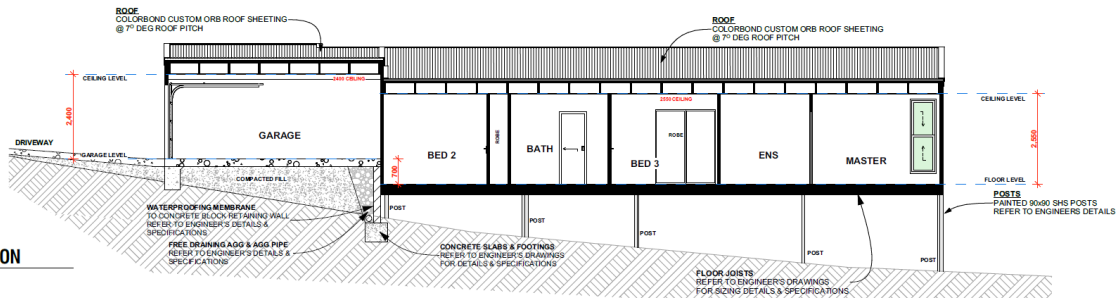 ROOF
COLORBOND CUSTOM ORB ROOF SHEETING
@ 7⁰ DEG ROOF PITCH
ROOF
COLORBOND CUSTOM ORB ROOF SHEETING
@ 7⁰ DEG ROOF PITCH
CEILING LEVEL
2400 CEILING
2550 CEILING
CEILING LEVEL
2,400
2,550
DRIVEWAY
GARAGE LEVEL
GARAGE
BED 2
ROBE
BATH
BED 3
ROBE
ENS
MASTER
700
COMPACTED FILL
FLOOR LEVEL
WATERPROOFING MEMBRANE
TO CONCRETE BLOCK RETAINING WALL
REFER TO ENGINEER'S DETAILS &
SPECIFICATIONS
POST
POST
POST
POST
POST
POSTS
PAINTED 90x90 SHS POSTS
REFER TO ENGINEERS DETAILS
FREE DRAINING AGG & AGG PIPE
REFER TO ENGINEER'S DETAILS &
SPECIFICATIONS
CONCRETE SLABS & FOOTINGS
REFER TO ENGINEER'S DRAWINGS
FOR DETAILS & SPECIFICATIONS
FLOOR JOISTS
REFER TO ENGINEER'S DRAWINGS
FOR SIZING DETAILS & SPECIFICATIONS
ON